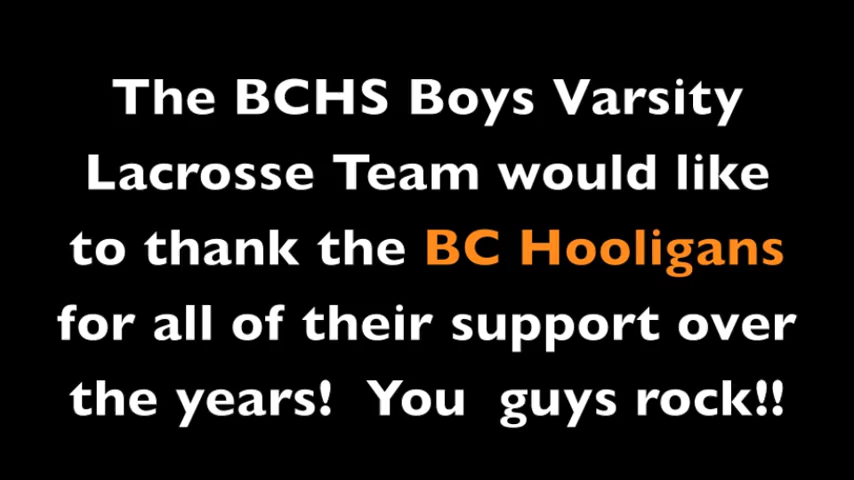 The BCHS Boys Varsity
Lacrosse Team would like
to thank the BC Hooligans
for all of their support over
the years!  You  guys rock!!